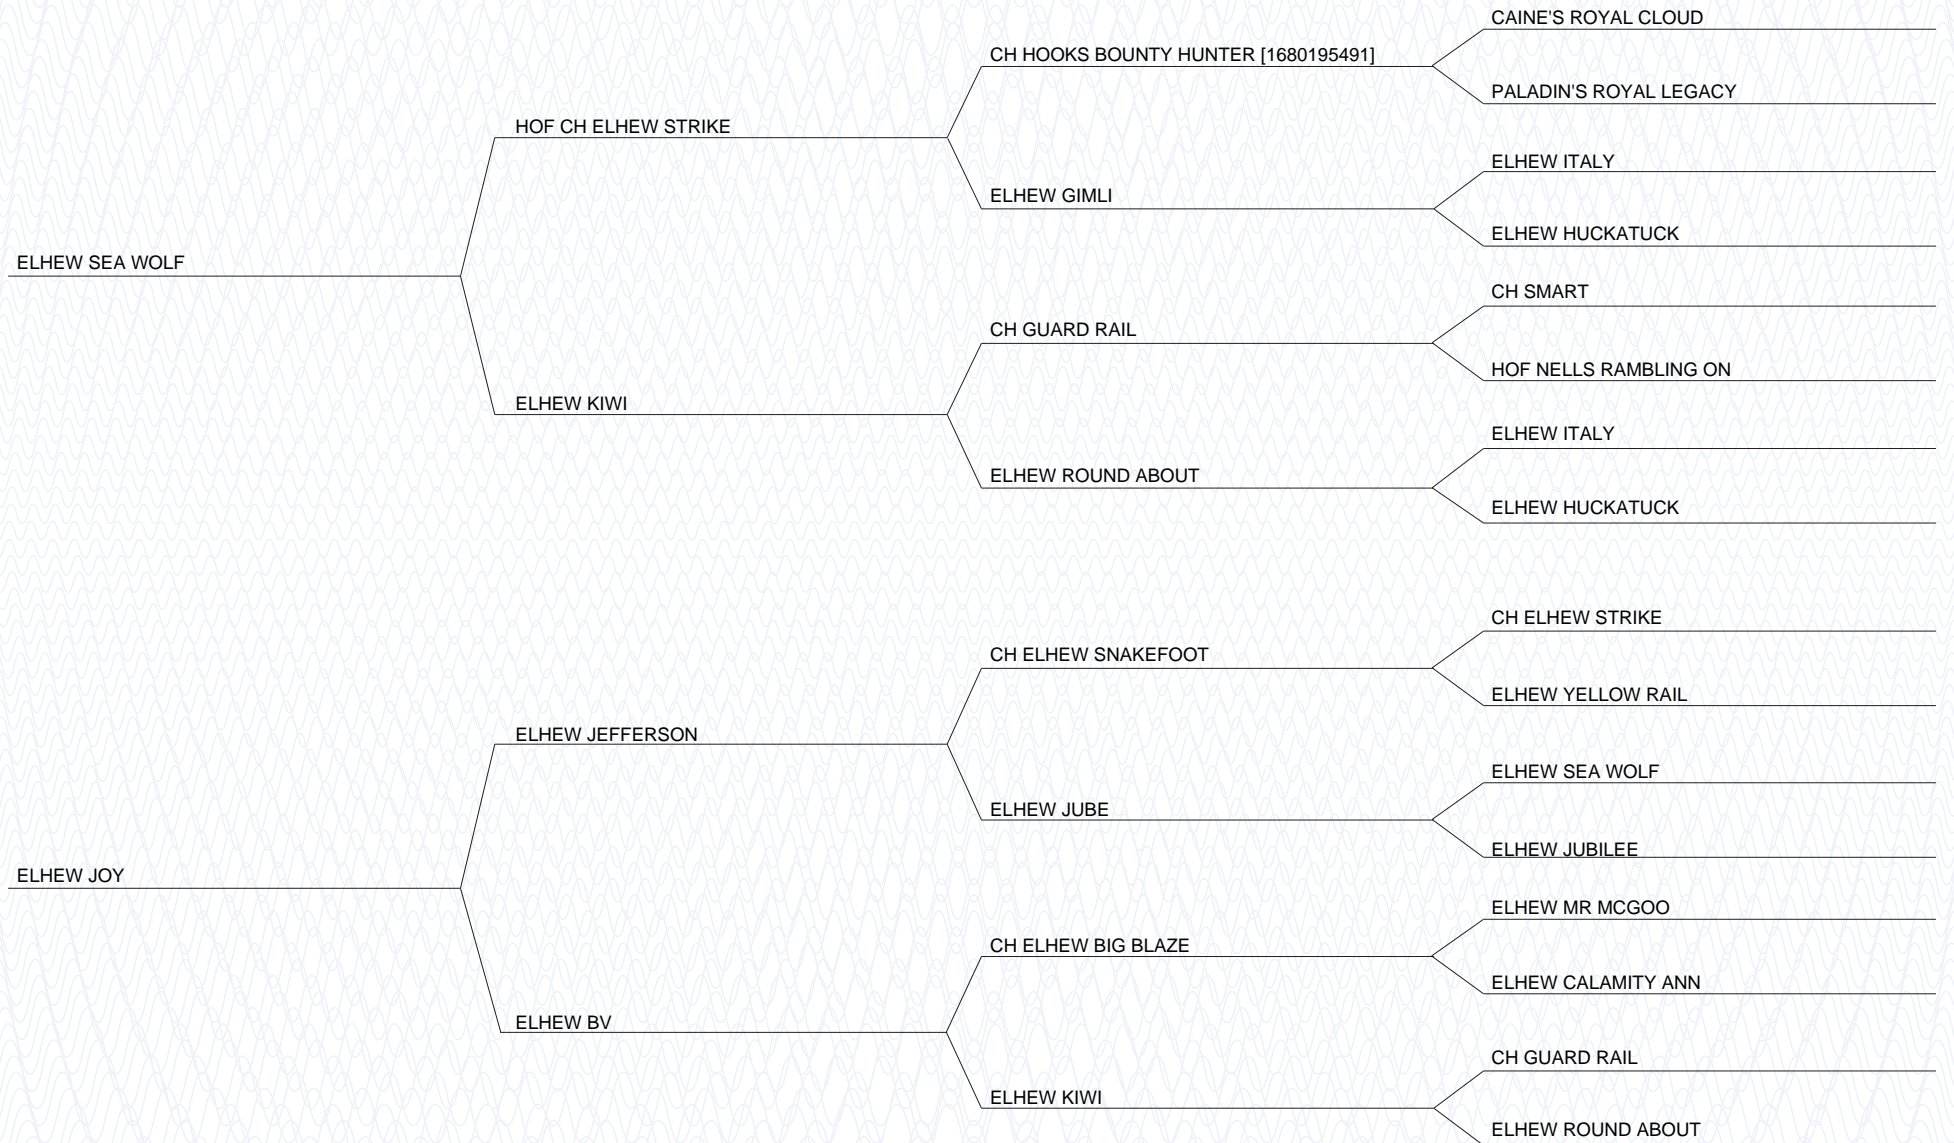 CAINE'S ROYAL CLOUD
CH HOOKS BOUNTY HUNTER [1680195491]
PALADIN'S ROYAL LEGACY
HOF CH ELHEW STRIKE
ELHEW ITALY
ELHEW GIMLI
ELHEW HUCKATUCK
ELHEW SEA WOLF
CH SMART
CH GUARD RAIL
HOF NELLS RAMBLING ON
ELHEW KIWI
ELHEW ITALY
ELHEW ROUND ABOUT
ELHEW HUCKATUCK
CH ELHEW STRIKE
CH ELHEW SNAKEFOOT
ELHEW YELLOW RAIL
ELHEW JEFFERSON
ELHEW SEA WOLF
ELHEW JUBE
ELHEW JUBILEE
ELHEW JOY
ELHEW MR MCGOO
CH ELHEW BIG BLAZE
ELHEW CALAMITY ANN
ELHEW BV
CH GUARD RAIL
ELHEW KIWI
ELHEW ROUND ABOUT